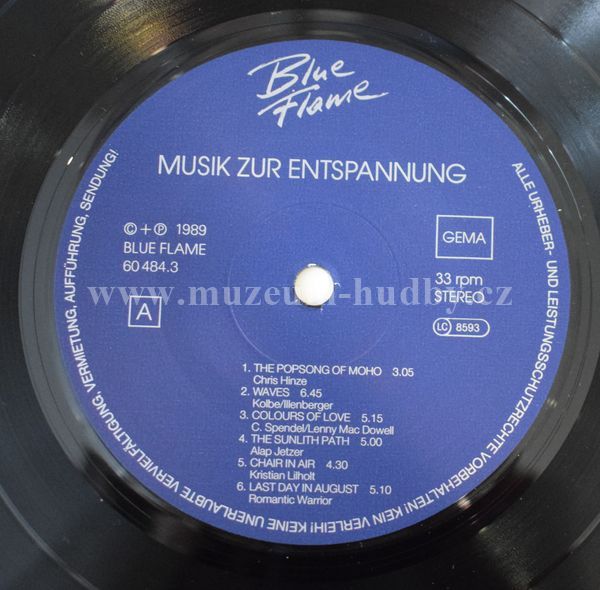 Blue
Flame
MUSIK ZUR ENTSPANNUNG
© + ℗ 1989
BLUE FLAME
60 484.3
A
GEMA
33 rpm
STEREO
LC 8593
www.muzeum-hudby.cz
1. THE POPSONG OF MOHO 3.05
Chris Hinze
2. WAVES 6.45
Kolbe/Illenberger
3. COLOURS OF LOVE 5.15
C. Spendel/Lenny Mac Dowell
4. THE SUNLITH PATH 5.00
Alap Jetzer
5. CHAIR IN AIR 4.30
Kristian Lilholt
6. LAST DAY IN AUGUST 5.10
Romantic Warrior
ALLE URHEBER- UND LEISTUNGSSCHUTZRECHTE VORBEHALTEN! KEIN VERLEIH! KEINE UNERLAUBTE VERVIELFÄLTIGUNG, VERMIETUNG, AUFFÜHRUNG, SENDUNG!